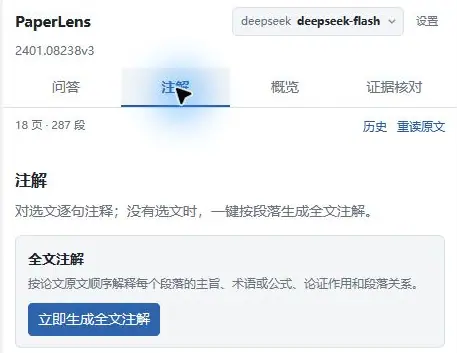 PaperLens
deepseek deepseek-flash
设置
2401.08238v3
问答
注解
概览
证据核对
18 页 · 287 段
历史
重读原文
注解
对选文逐句注释；没有选文时，一键按段落生成全文注解。
全文注解
按论文原文顺序解释每个段落的主旨、术语或公式、论证作用和段落关系。
立即生成全文注解